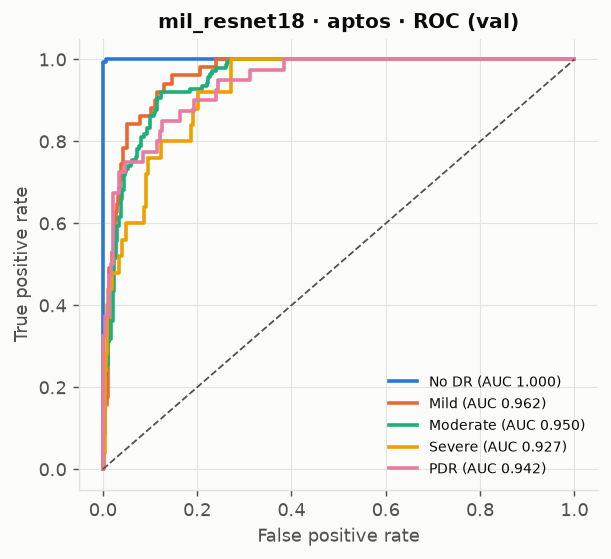 mil_resnet18 · aptos · ROC (val)
True positive rate
1.0
0.8
0.6
0.4
0.2
0.0
No DR (AUC 1.000)
Mild (AUC 0.962)
Moderate (AUC 0.950)
Severe (AUC 0.927)
PDR (AUC 0.942)
0.0 0.2 0.4 0.6 0.8 1.0
False positive rate